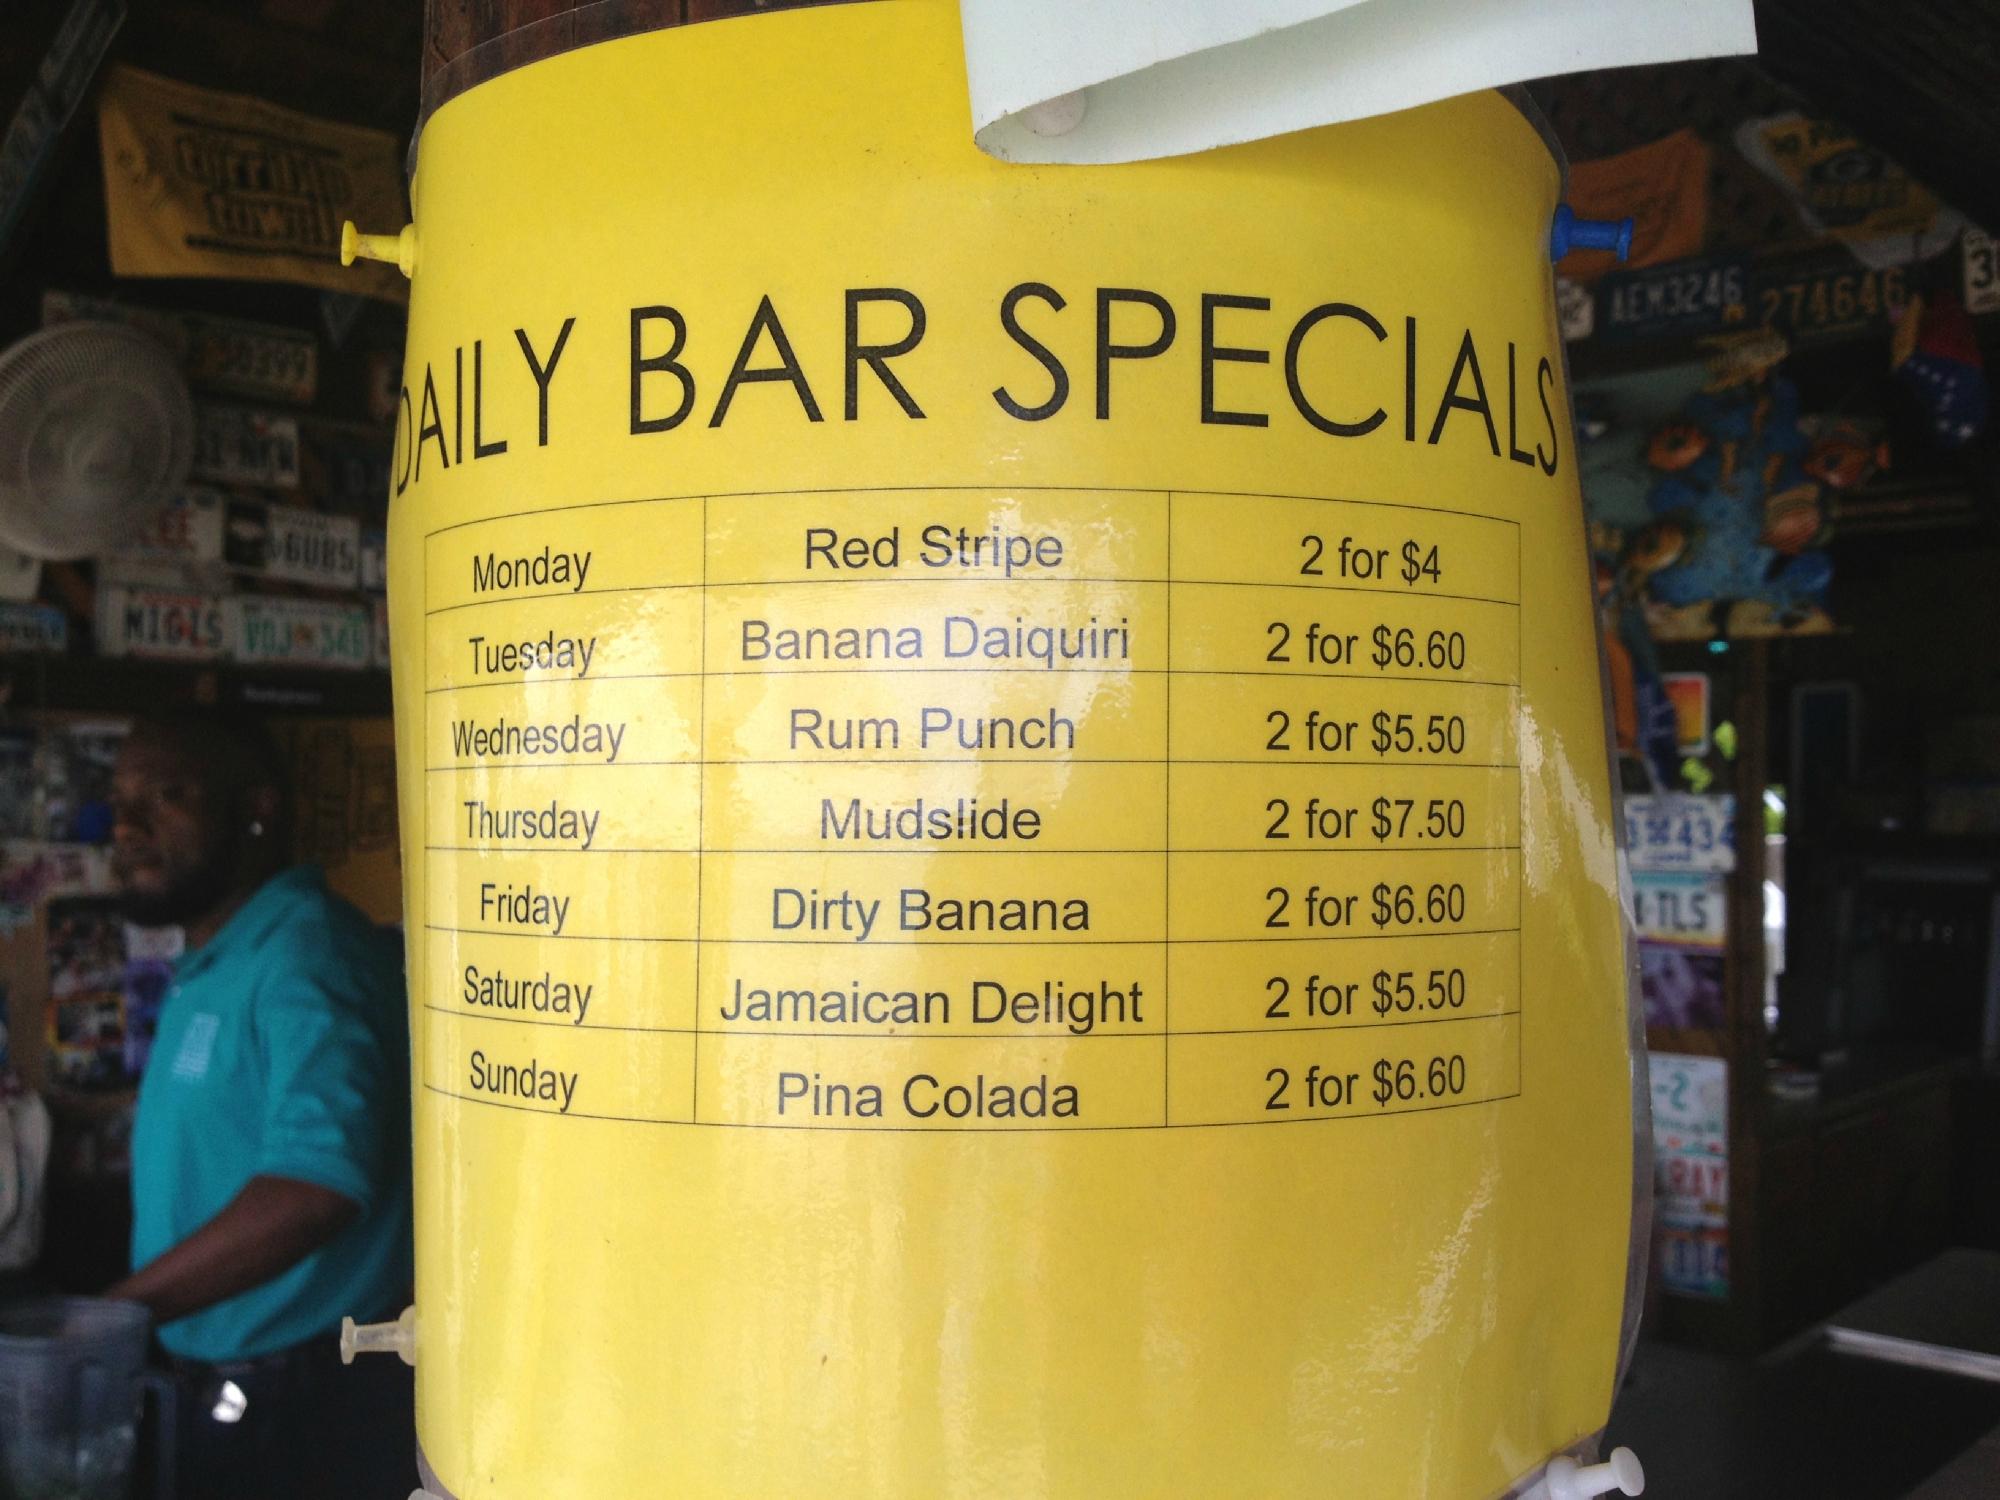 DAILY BAR SPECIALS
Monday Red Stripe 2 for $4
Tuesday Banana Daiquiri 2 for $6.60
Wednesday Rum Punch 2 for $5.50
Thursday Mudslide 2 for $7.50
Friday Dirty Banana 2 for $6.60
Saturday Jamaican Delight 2 for $5.50
Sunday Pina Colada 2 for $6.60
AEM3246
274646